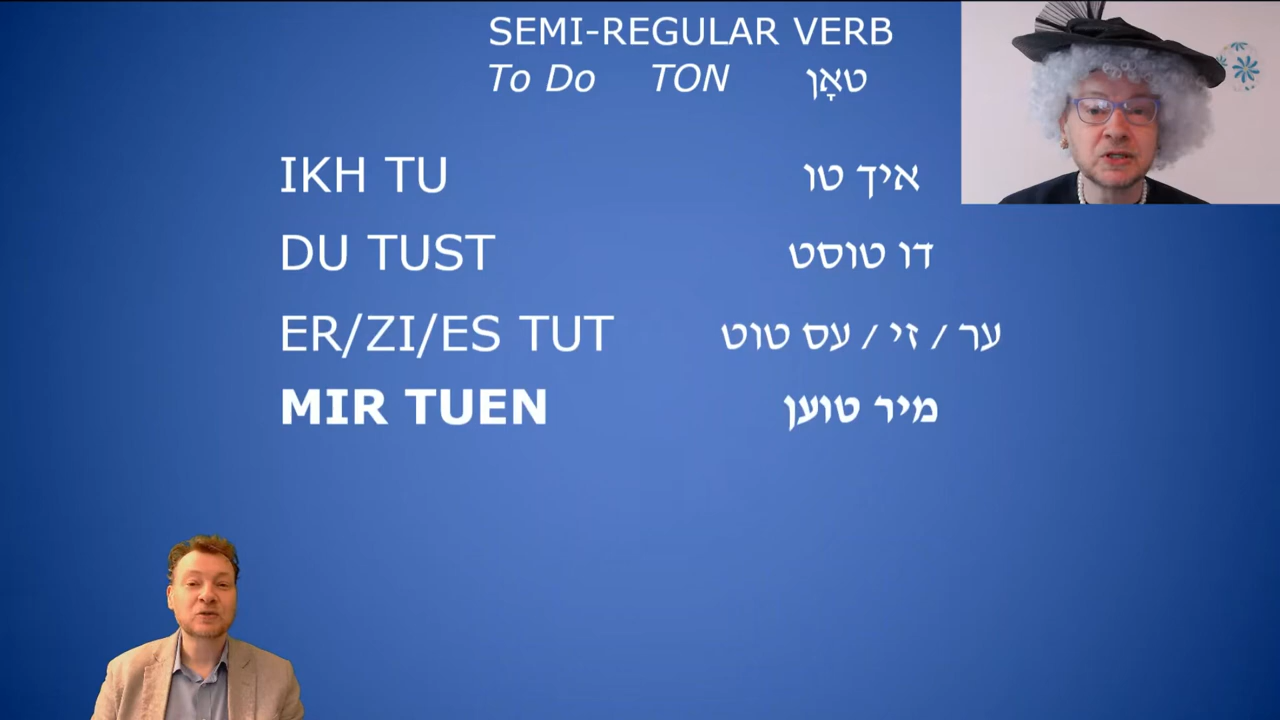 SEMI-REGULAR VERB
To Do TON טאָן
IKH TU איך טו
DU TUST דו טוסט
ER/ZI/ES TUT ער / זי / עס טוט
MIR TUEN מיר טוען